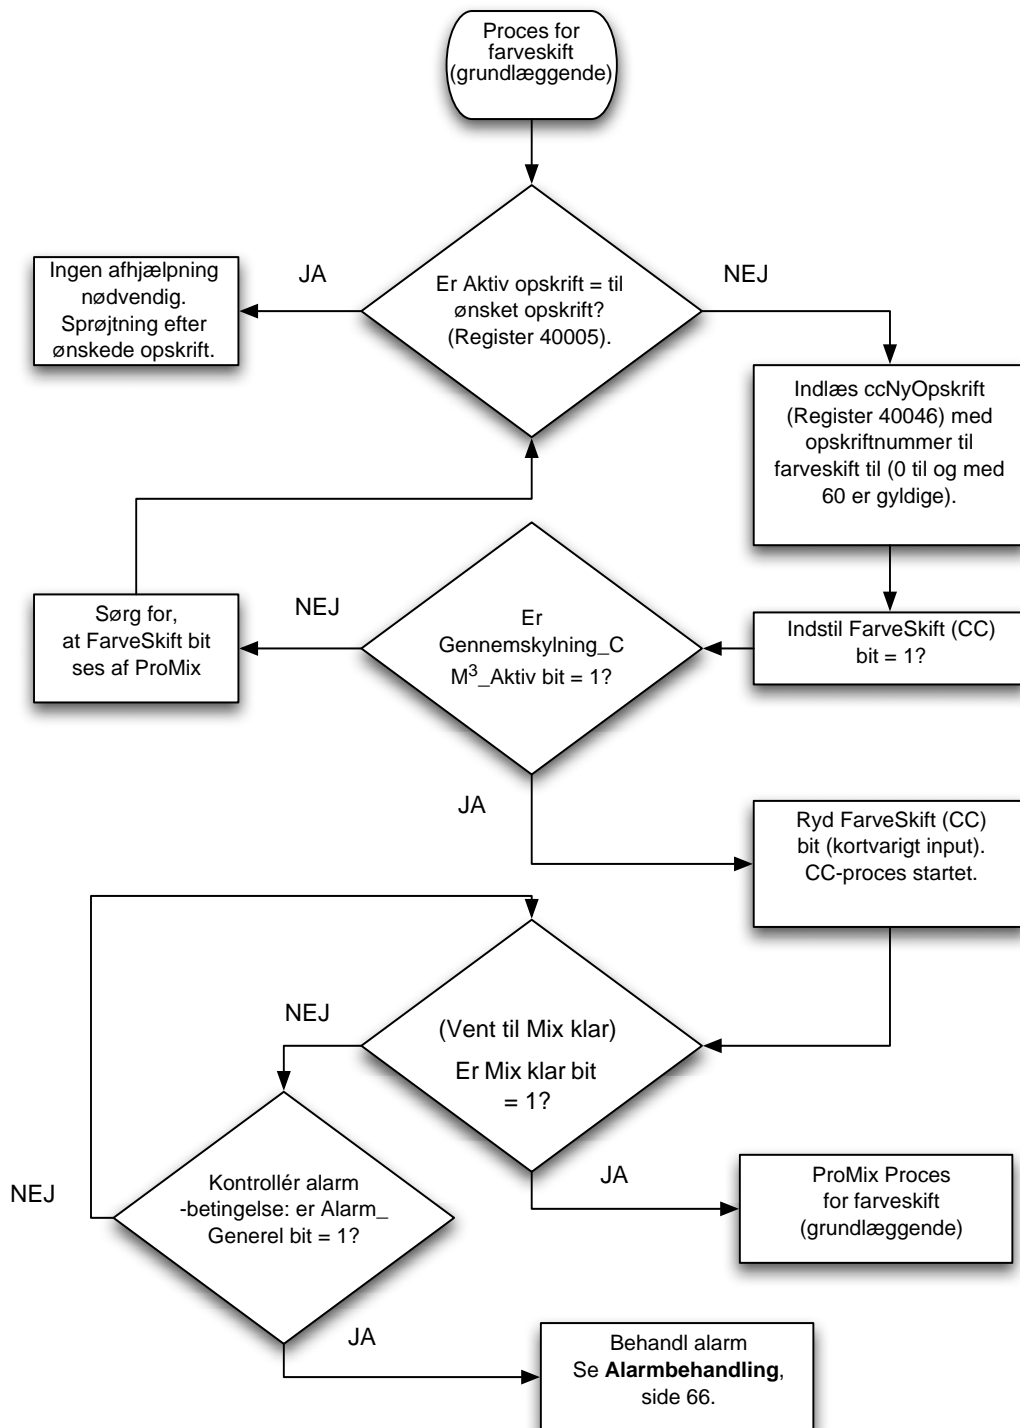 Proces for
farveskift
(grundlæggende)
JA
NEJ
Er Aktiv opskrift = til
ønsket opskrift?
(Register 40005).
Ingen afhjælpning
nødvendig.
Sprøjtning efter
ønskede opskrift.
Indlæs ccNyOpskrift
(Register 40046) med
opskriftnummer til
farveskift til (0 til og med
60 er gyldige).
Indstil FarveSkift (CC)
bit = 1?
Er
Gennemskylning_C
M³_Aktiv bit = 1?
NEJ
Sørg for,
at FarveSkift bit
ses af ProMix
JA
Ryd FarveSkift (CC)
bit (kortvarigt input).
CC-proces startet.
(Vent til Mix klar)
Er Mix klar bit
= 1?
NEJ
JA
ProMix Proces
for farveskift
(grundlæggende)
Kontrollér alarm
-betingelse: er Alarm_
Generel bit = 1?
NEJ
JA
Behandl alarm
Se Alarmbehandling,
side 66.